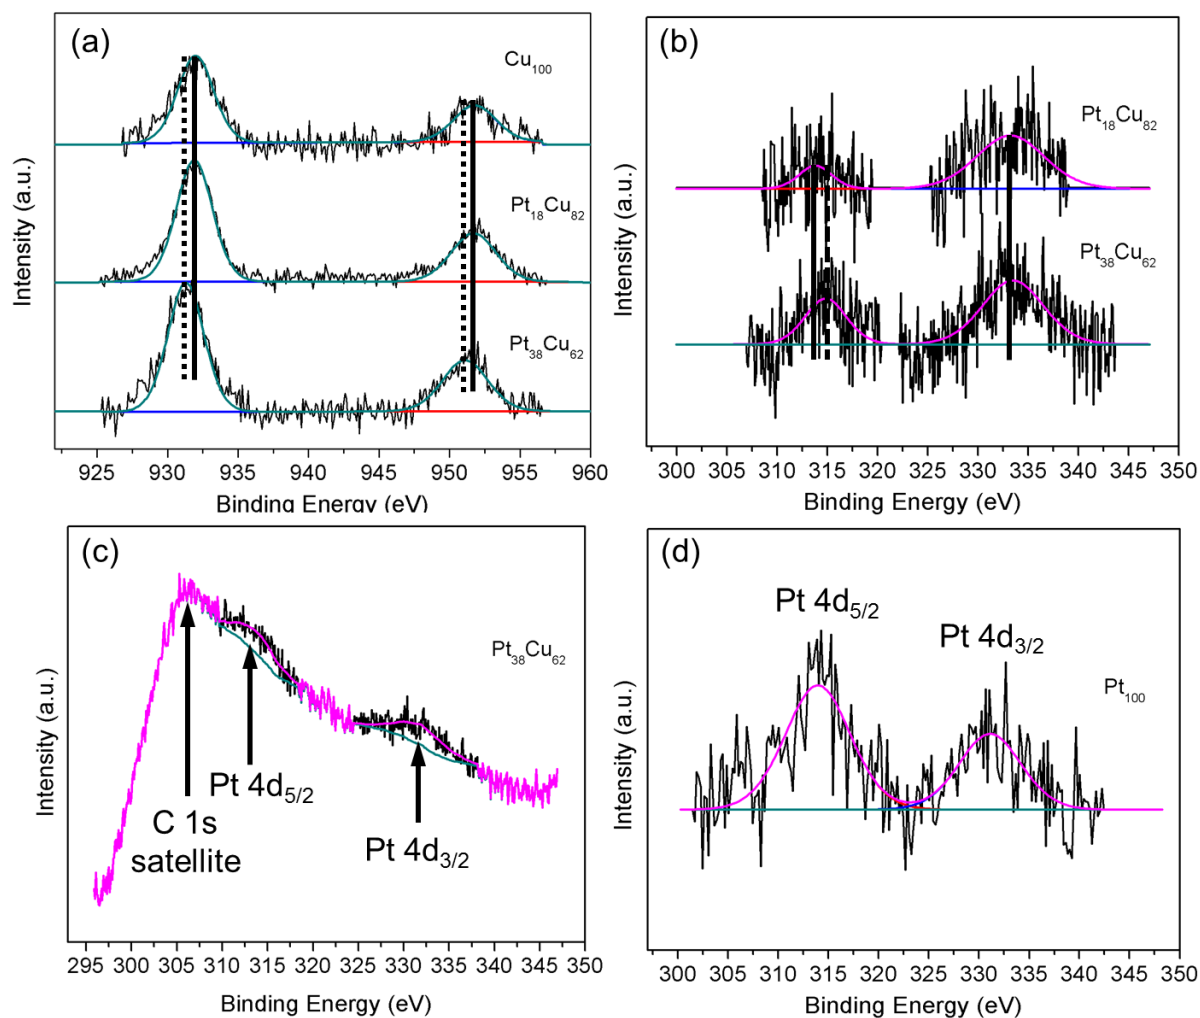 (a)
Cu₁₀₀
Pt₁₈Cu₈₂
Pt₃₈Cu₆₂
Intensity (a.u.)
925 930 935 940 945 950 955 960
Binding Energy (eV)
(b)
Pt₁₈Cu₈₂
Pt₃₈Cu₆₂
Intensity (a.u.)
300 305 310 315 320 325 330 335 340 345 350
Binding Energy (eV)
(c)
Pt₃₈Cu₆₂
Pt 4d₅/₂
C 1s
satellite
Pt 4d₃/₂
Intensity (a.u.)
295 300 305 310 315 320 325 330 335 340 345 350
Binding Energy (eV)
(d)
Pt 4d₅/₂
Pt 4d₃/₂
Pt₁₀₀
Intensity (a.u.)
300 305 310 315 320 325 330 335 340 345 350
Binding Energy (eV)